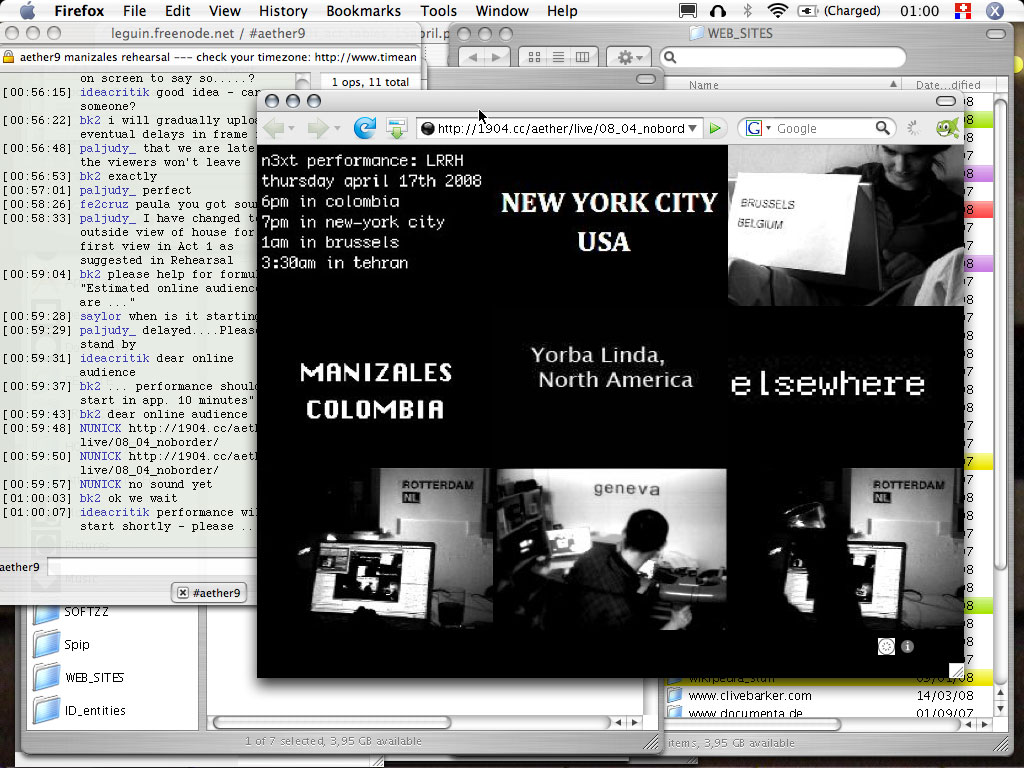 Firefox File Edit View History Bookmarks Tools Window Help (Charged) 01:00
leguin.freenode.net / #aether9
aether9 manizales rehearsal --- check your timezone: http://www.timean
1 ops, 11 total
on screen to say so.....?
[00:56:15] ideacritik good idea - can
someone?
[00:56:22] bk2 i will gradually uplo
eventual delays in frame
[00:56:48] paljudy_ that we are late
the viewers won't leave
[00:56:53] bk2 exactly
[00:57:01] paljudy_ perfect
[00:58:26] fe2cruz paula you got sou
[00:58:33] paljudy_ I have changed t
outside view of house for
first view in Act 1 as
suggested in Rehearsal
[00:59:04] bk2 please help for formul
"Estimated online audience
are ..."
[00:59:28] saylor when is it starting
[00:59:29] paljudy_ delayed....Pleas
stand by
[00:59:31] ideacritik dear online
audience
[00:59:37] bk2 ... performance shoul
start in app. 10 minutes"
[00:59:43] bk2 dear online audience
[00:59:48] NUNICK http://1904.cc/aet
live/08_04_noborder/
[00:59:50] NUNICK http://1904.cc/aet
live/08_04_noborder/
[00:59:57] NUNICK no sound yet
[01:00:03] bk2 ok we wait
[01:00:07] ideacritik performance wi
start shortly - please ..
aether9
#aether9
http://1904.cc/aether/live/08_04_nobord
Google
n3xt performance: LRRH
thursday april 17th 2008
6pm in colombia
7pm in new-york city
1am in brussels
3:30am in tehran
NEW YORK CITY
USA
BRUSSELS
BELGIUM
MANIZALES
COLOMBIA
Yorba Linda,
North America
elsewhere
ROTTERDAM
NL
geneva
ROTTERDAM
NL
WEB_SITES
Name Date...dified
SOFTZZ
Spip
WEB_SITES
ID_entities
1 of 7 selected, 3,95 GB available
www.clivebarker.com 14/03/08
www.documenta.de 01/09/07
items, 3,95 GB available